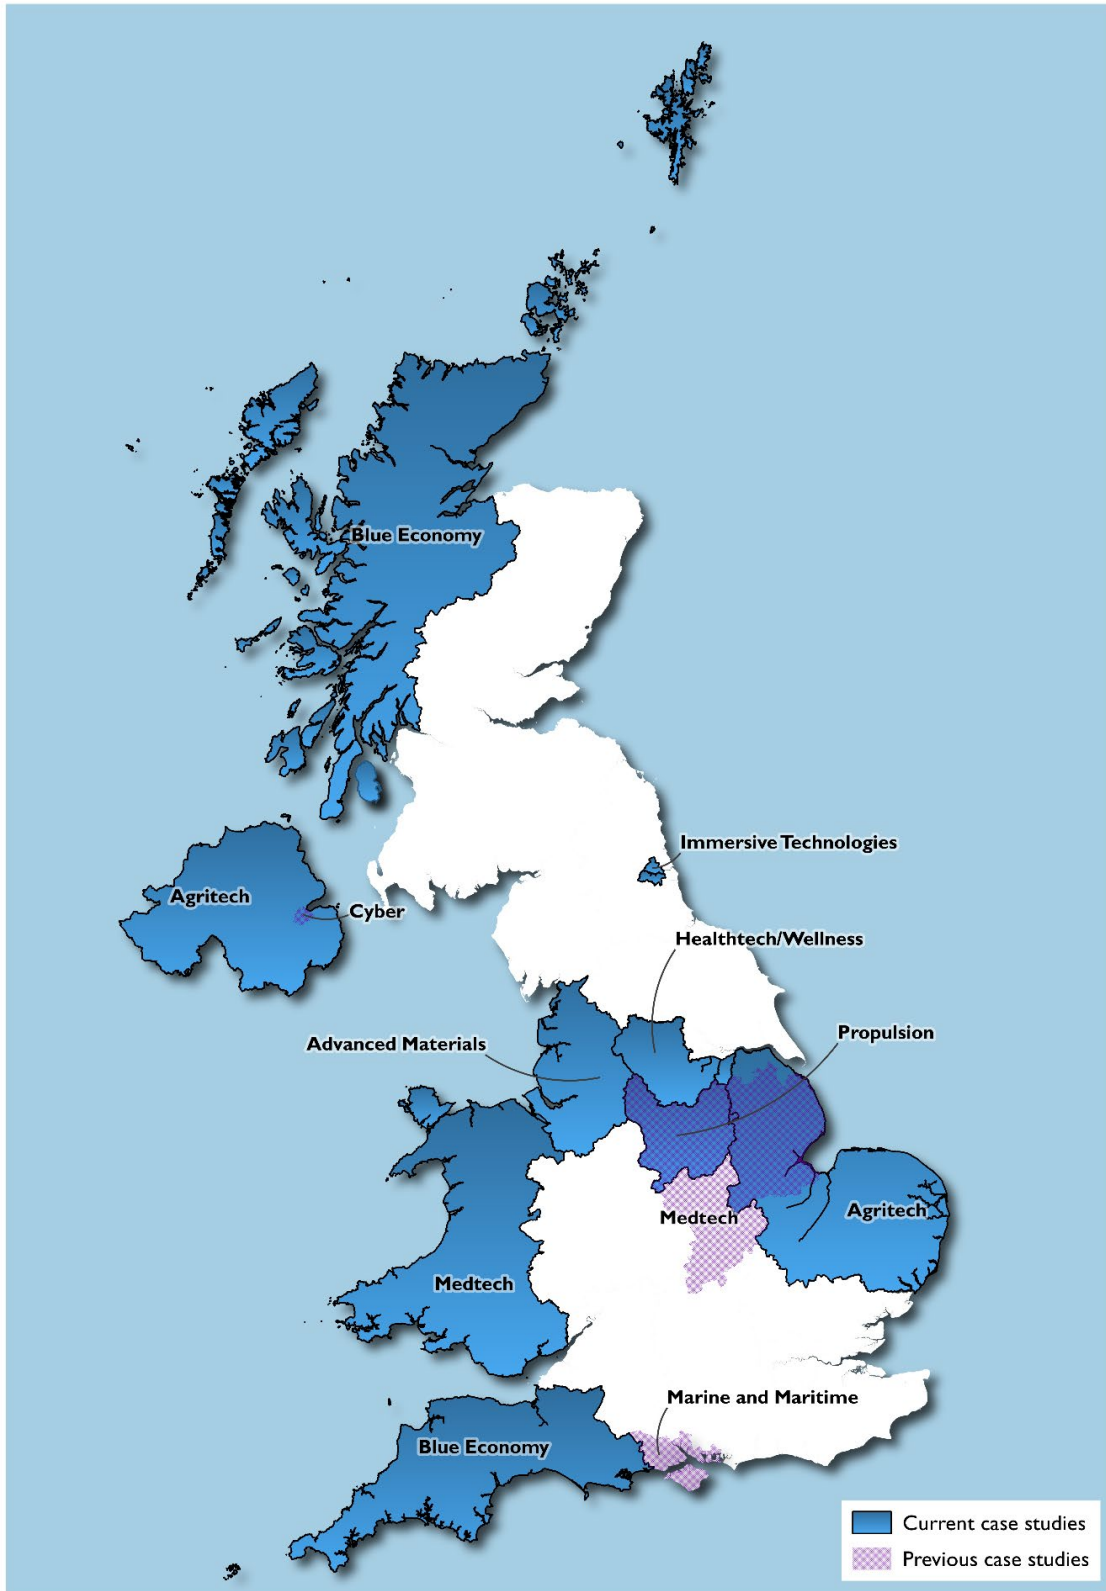 Blue Economy
Immersive Technologies
Agritech
Cyber
Healthtech/Wellness
Propulsion
Advanced Materials
Agritech
Medtech
Medtech
Marine and Maritime
Blue Economy
Current case studies
Previous case studies